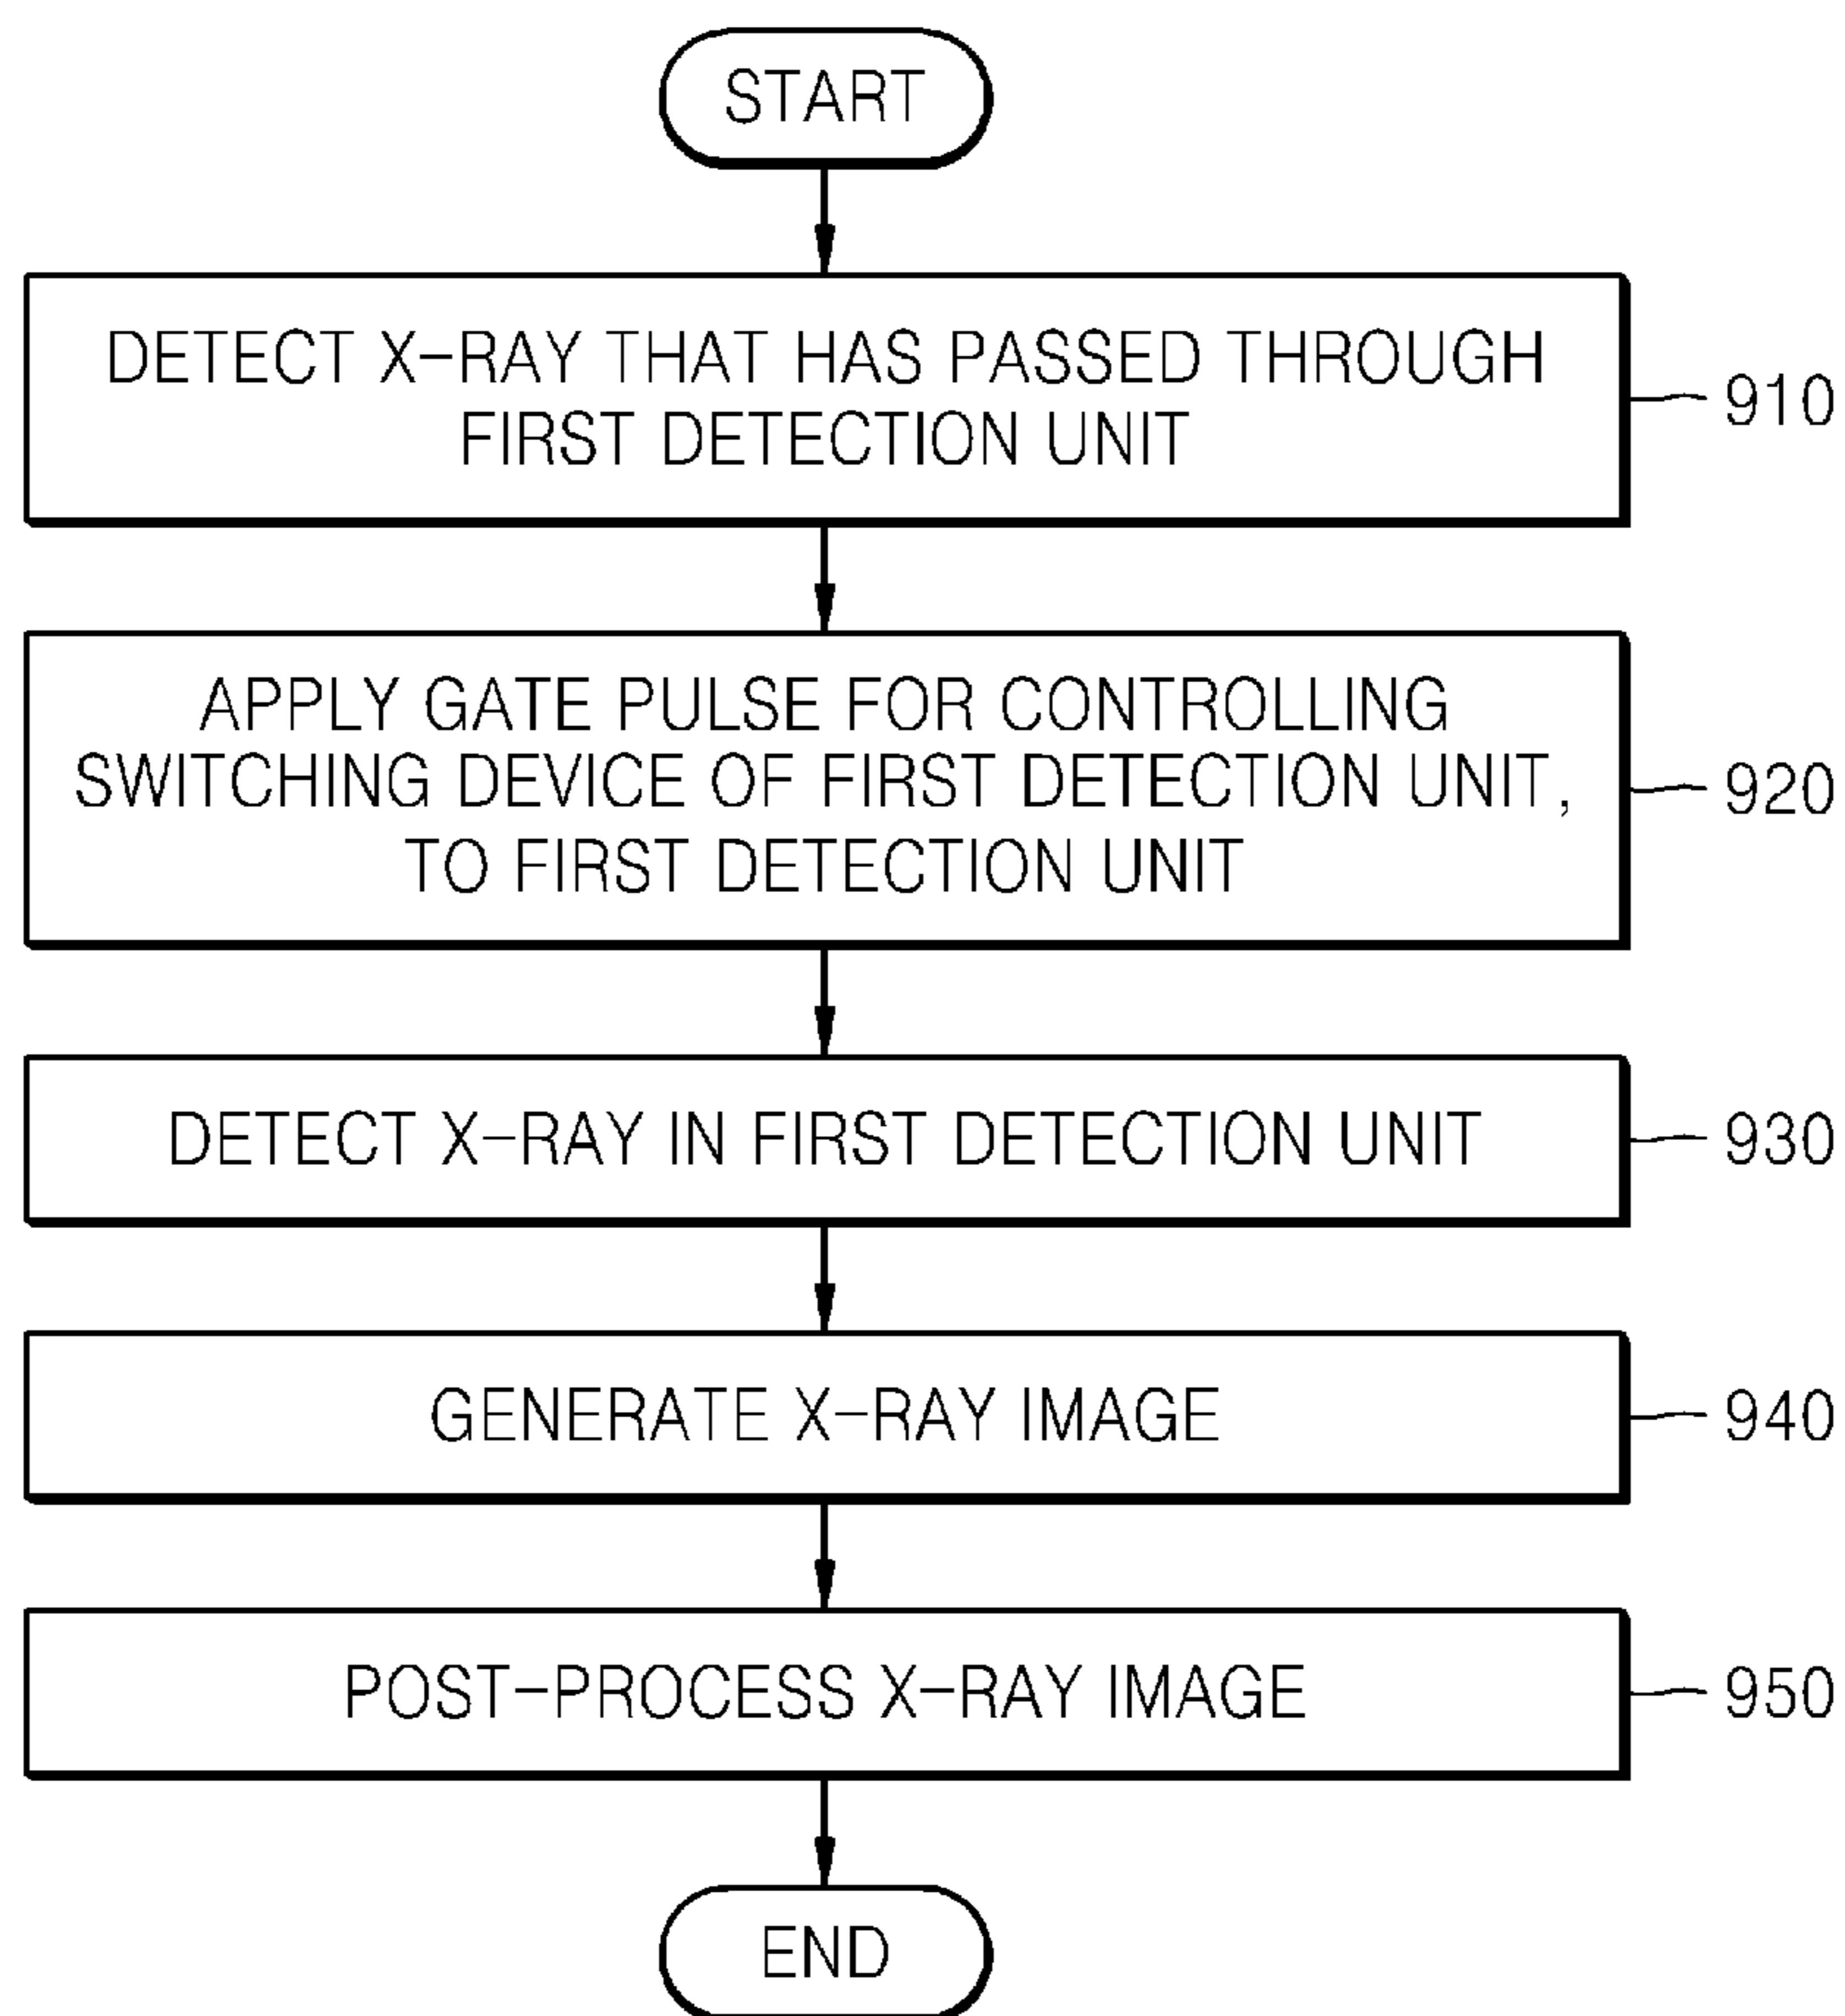 START
DETECT X-RAY THAT HAS PASSED THROUGH
FIRST DETECTION UNIT
910
APPLY GATE PULSE FOR CONTROLLING
SWITCHING DEVICE OF FIRST DETECTION UNIT,
TO FIRST DETECTION UNIT
920
DETECT X-RAY IN FIRST DETECTION UNIT
930
GENERATE X-RAY IMAGE
940
POST-PROCESS X-RAY IMAGE
950
END